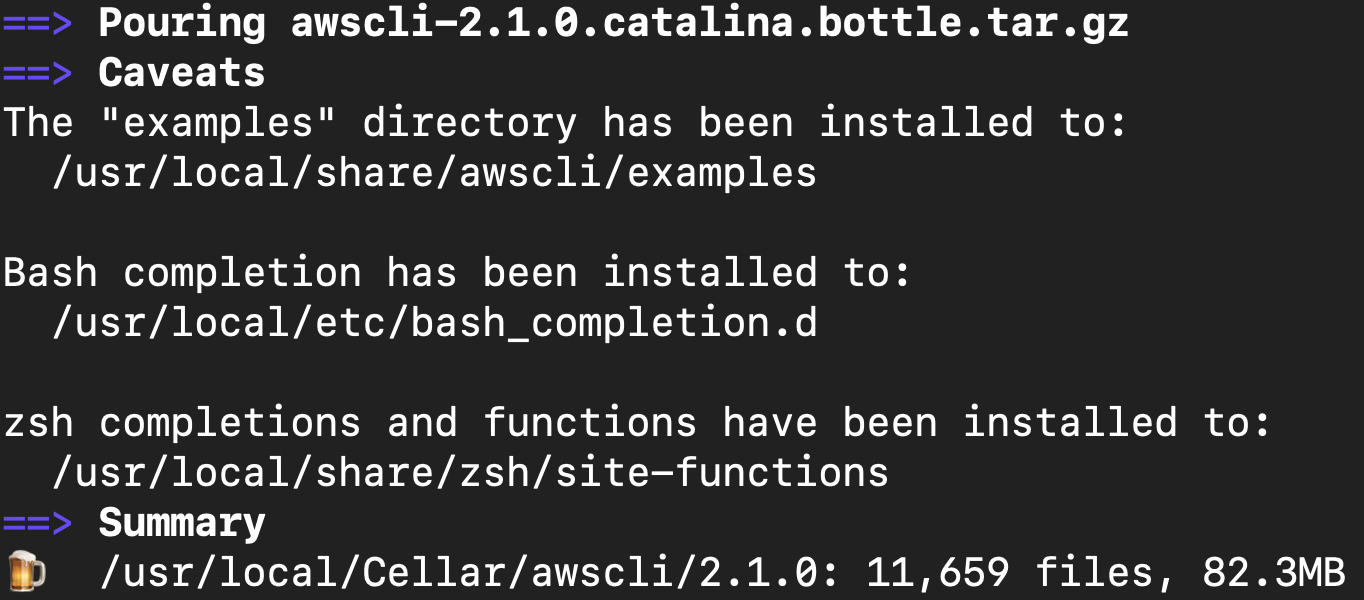 ==> Pouring awscli-2.1.0.catalina.bottle.tar.gz
==> Caveats
The "examples" directory has been installed to:
  /usr/local/share/awscli/examples

Bash completion has been installed to:
  /usr/local/etc/bash_completion.d

zsh completions and functions have been installed to:
  /usr/local/share/zsh/site-functions
==> Summary
🍺  /usr/local/Cellar/awscli/2.1.0: 11,659 files, 82.3MB